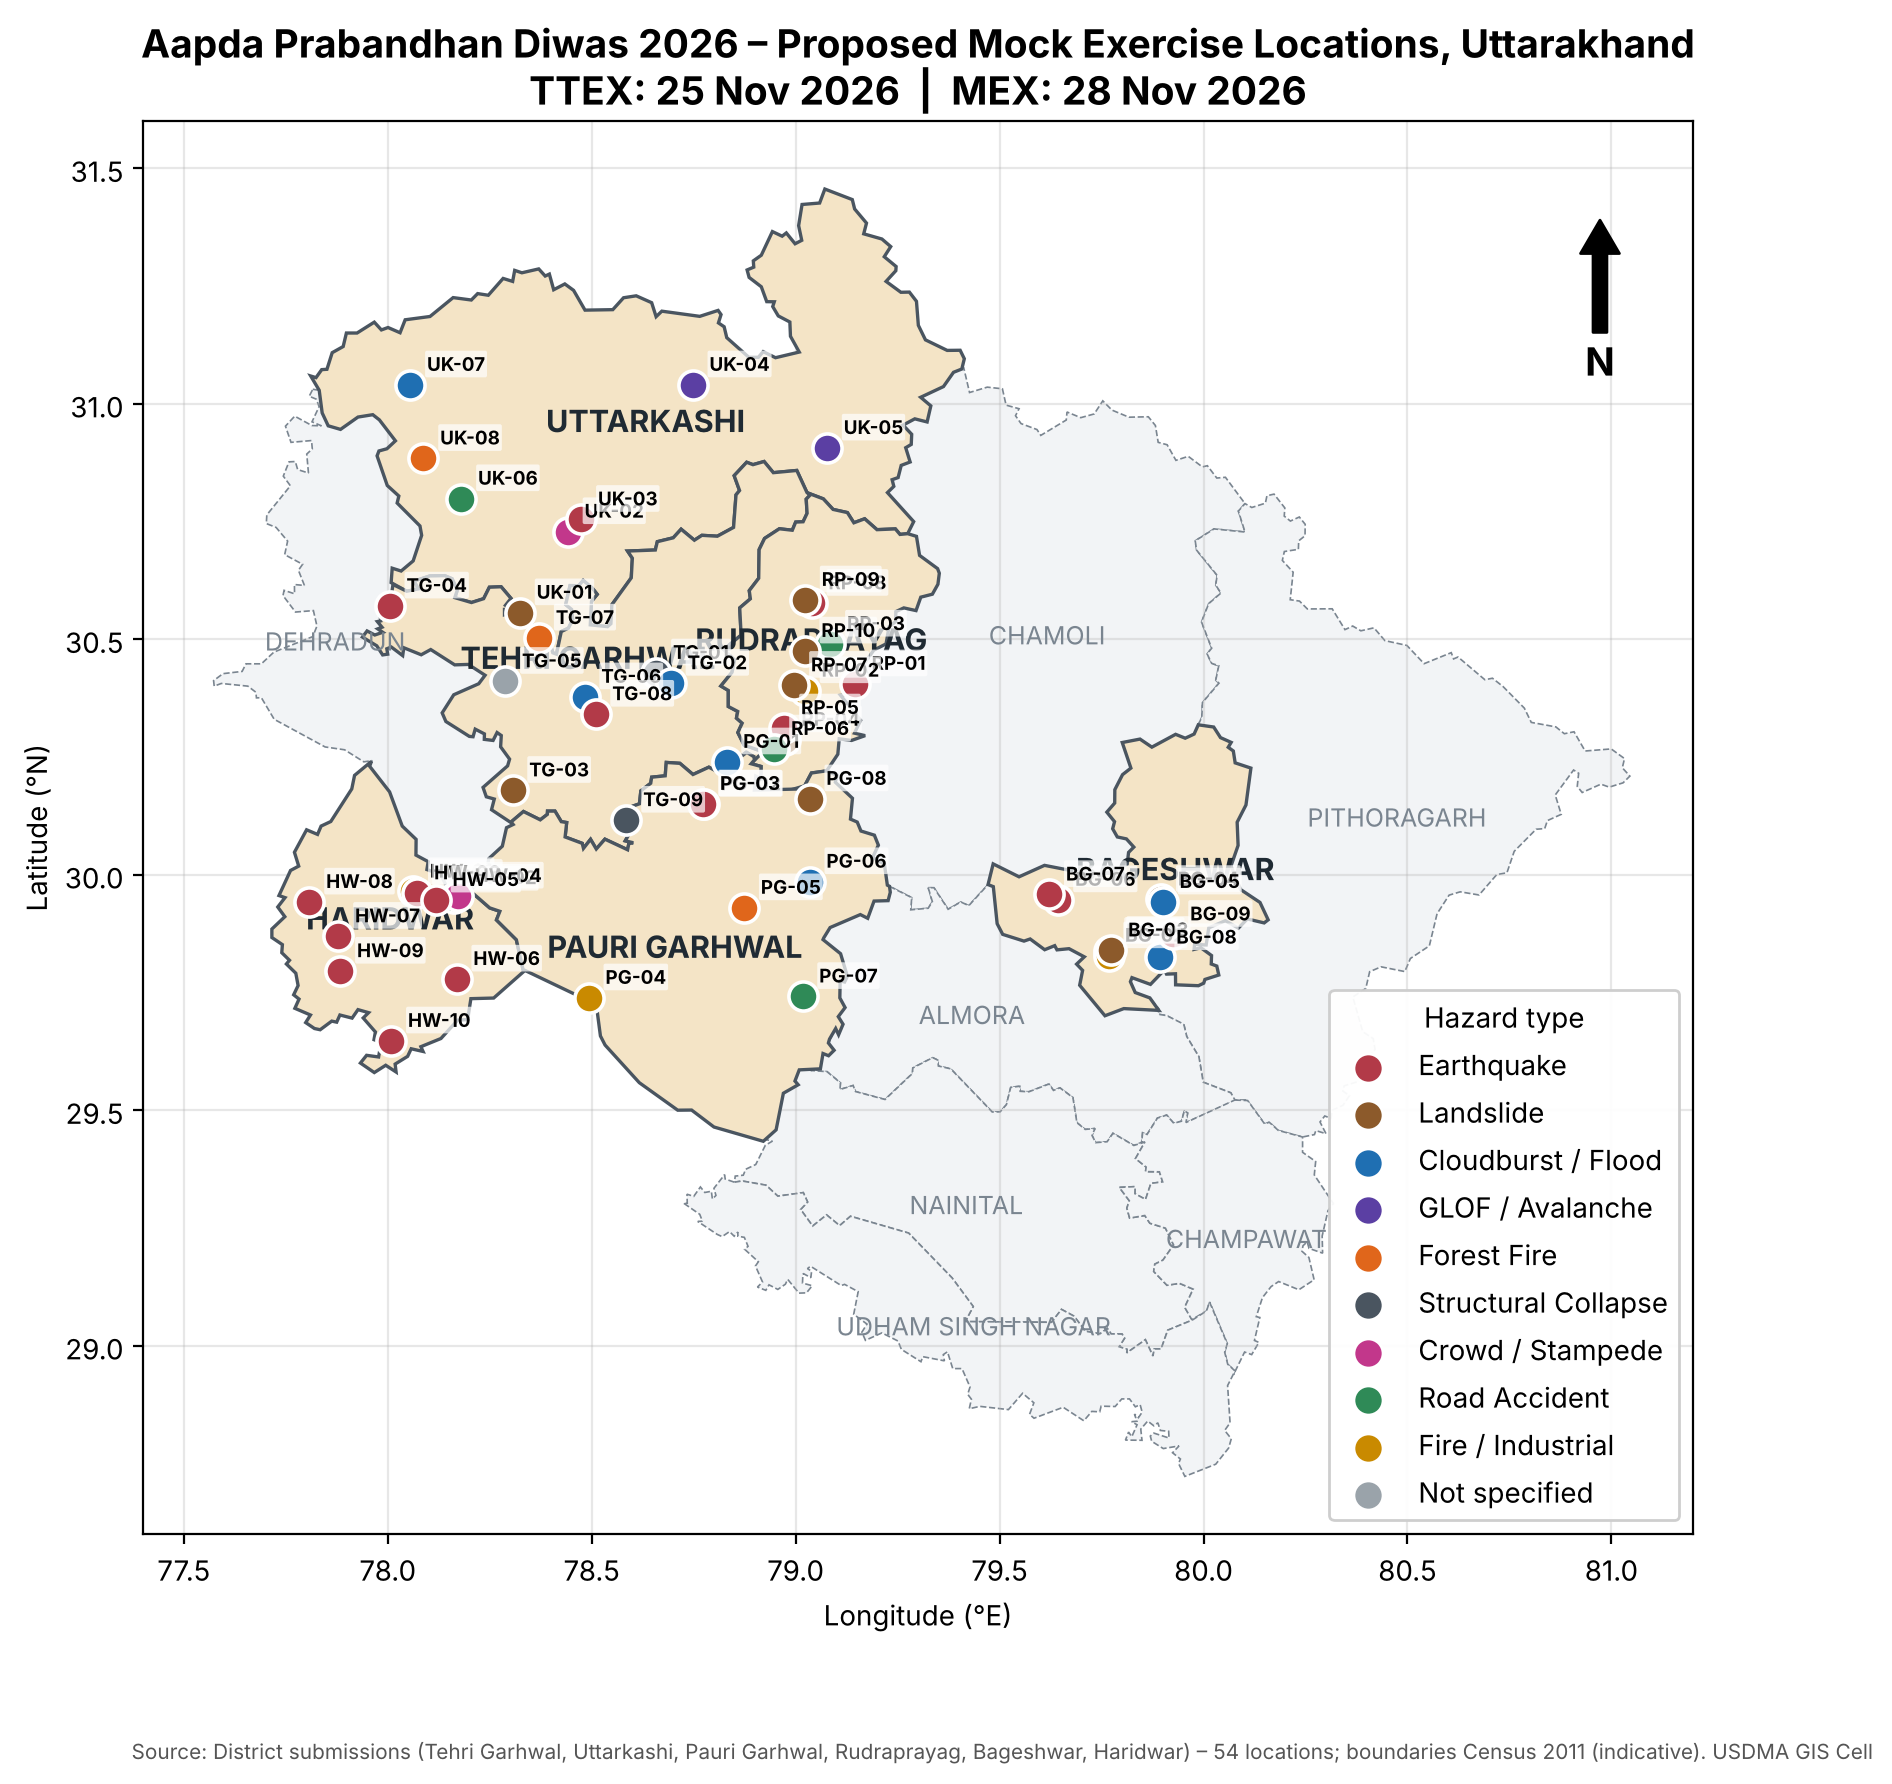 Aapda Prabandhan Diwas 2026 – Proposed Mock Exercise Locations, Uttarakhand
TTEX: 25 Nov 2026 | MEX: 28 Nov 2026
31.5
31.0
30.5
30.0
29.5
29.0
Latitude (°N)
N
UK-07
UK-04
UTTARKASHI
UK-05
UK-08
UK-06
UK-03
UK-02
TG-04
UK-01
TG-07
RP-09
DEHRADUN
RP-10
CHAMOLI
TG-05
TG-02
RP-07
RP-01
TG-06
TG-08
RP-05
RP-06
PG-01
TG-03
PG-03
PG-08
TG-09
PITHORAGARH
HW-08
HW-05
PG-06
PG-05
BG-07
BAGESHWAR
BG-05
HW-07
HARIDWAR
BG-09
HW-09
HW-06
PAURI GARHWAL
BG-08
PG-04
PG-07
HW-10
ALMORA
NAINITAL
CHAMPAWAT
UDHAM SINGH NAGAR
Hazard type
Earthquake
Landslide
Cloudburst / Flood
GLOF / Avalanche
Forest Fire
Structural Collapse
Crowd / Stampede
Road Accident
Fire / Industrial
Not specified
77.5 78.0 78.5 79.0 79.5 80.0 80.5 81.0
Longitude (°E)
Source: District submissions (Tehri Garhwal, Uttarkashi, Pauri Garhwal, Rudraprayag, Bageshwar, Haridwar) – 54 locations; boundaries Census 2011 (indicative). USDMA GIS Cell